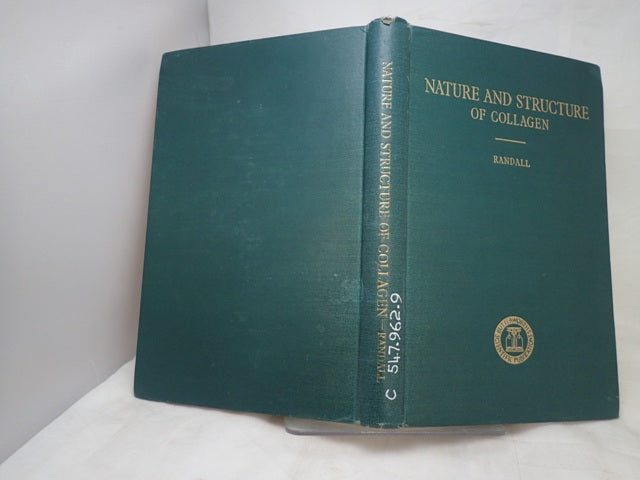 NATURE AND STRUCTURE OF COLLAGEN — RANDALL
C 547.962.9
NATURE AND STRUCTURE
OF COLLAGEN
RANDALL